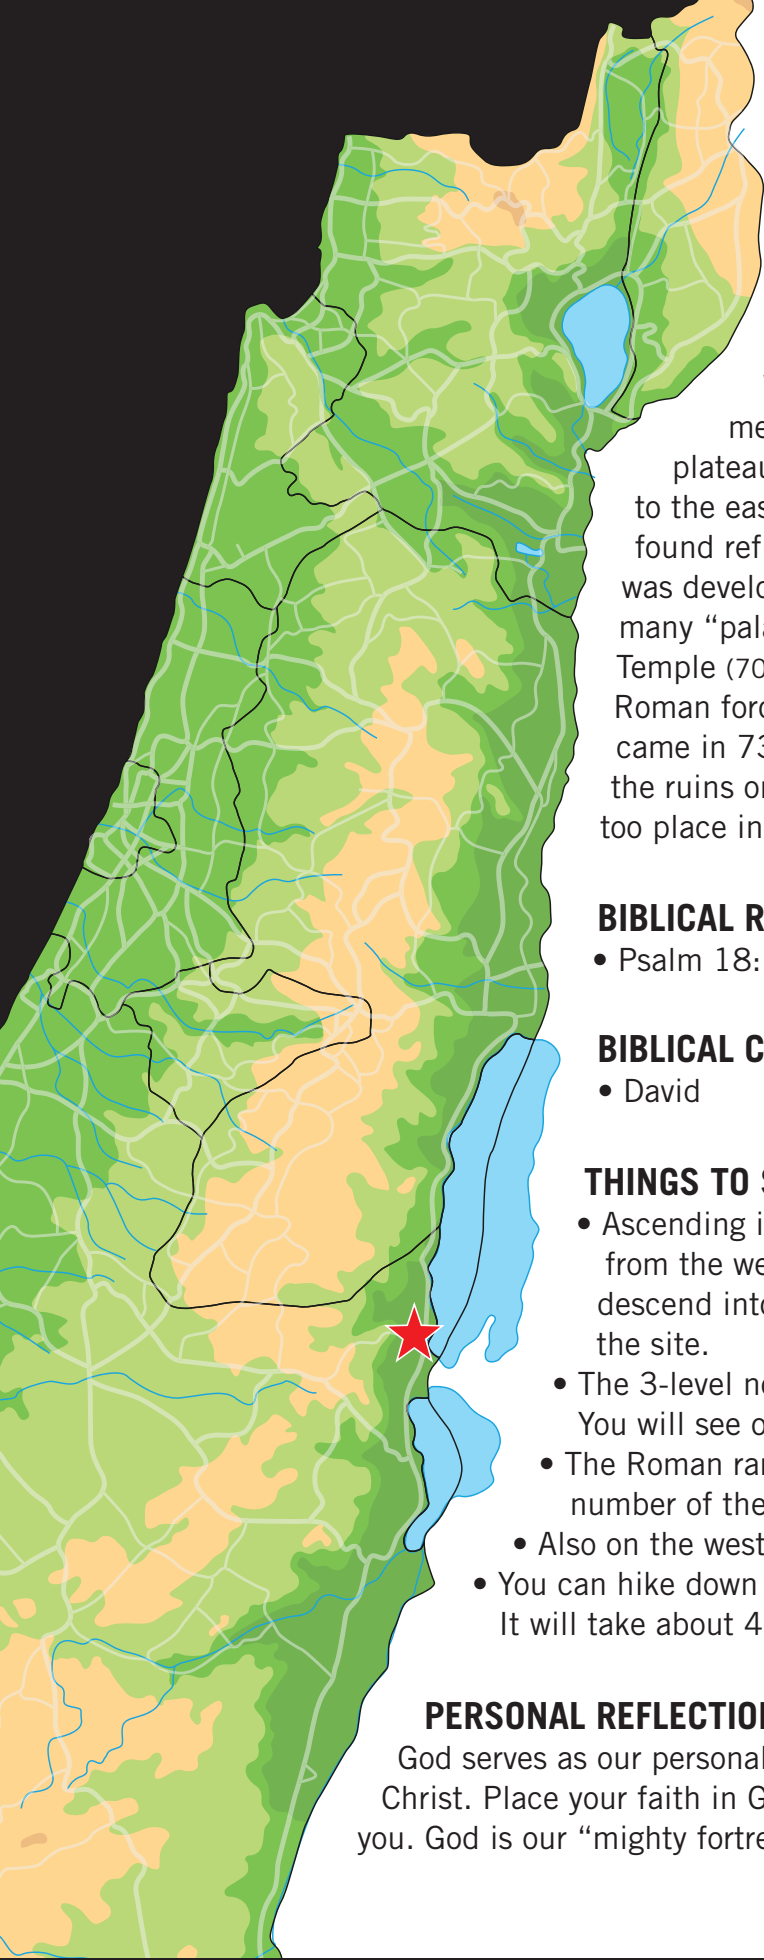 me
plateau
to the eas
found ref
was develo
many “pala
Temple (70
Roman forc
came in 73
the ruins o
too place in
BIBLICAL R
• Psalm 18:
BIBLICAL C
• David
THINGS TO S
• Ascending i
from the we
descend into
the site.
• The 3-level no
You will see o
• The Roman ram
number of the
• Also on the west
• You can hike down
It will take about 4
PERSONAL REFLECTION
God serves as our personal
Christ. Place your faith in G
you. God is our “mighty fortre